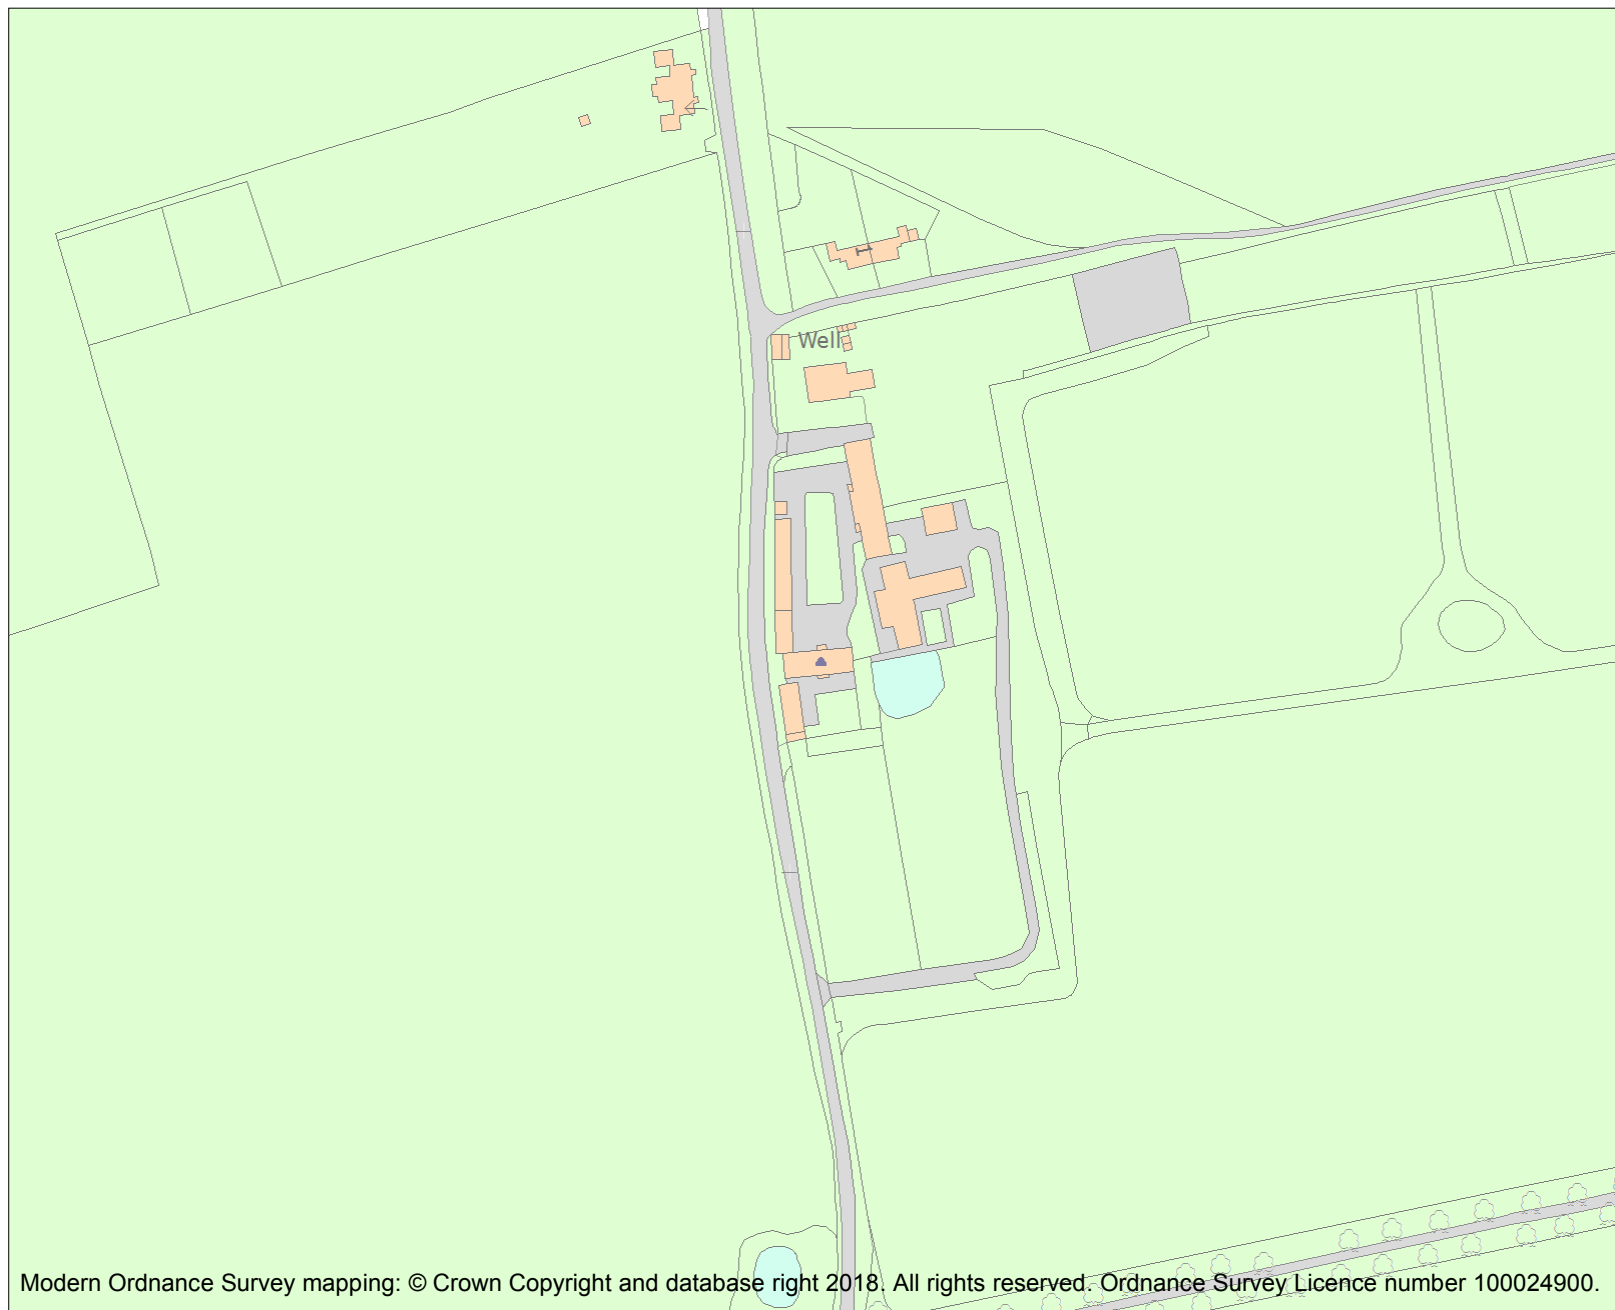 1
Well
Modern Ordnance Survey mapping: © Crown Copyright and database right 2018. All rights reserved. Ordnance Survey Licence number 100024900.